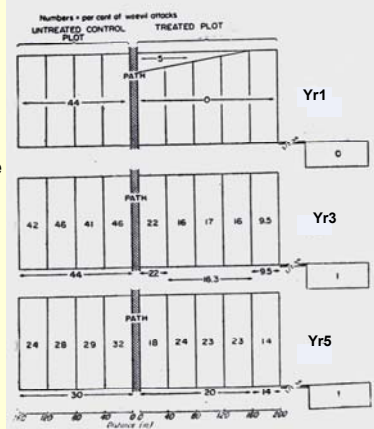 Numbers = per cent of weevil attacks
UNTREATED CONTROL PLOT
TREATED PLOT
5
PATH
44
0
Yr1
0
e
PATH
42 46 41 46 22 16 17 16 9.5
Yr3
44 22 16.3 9.5
1
PATH
24 28 29 32 18 24 23 23 14
Yr5
30 20 14
1
160 120 80 40 0 0 40 80 120 160 200
Distance (n)